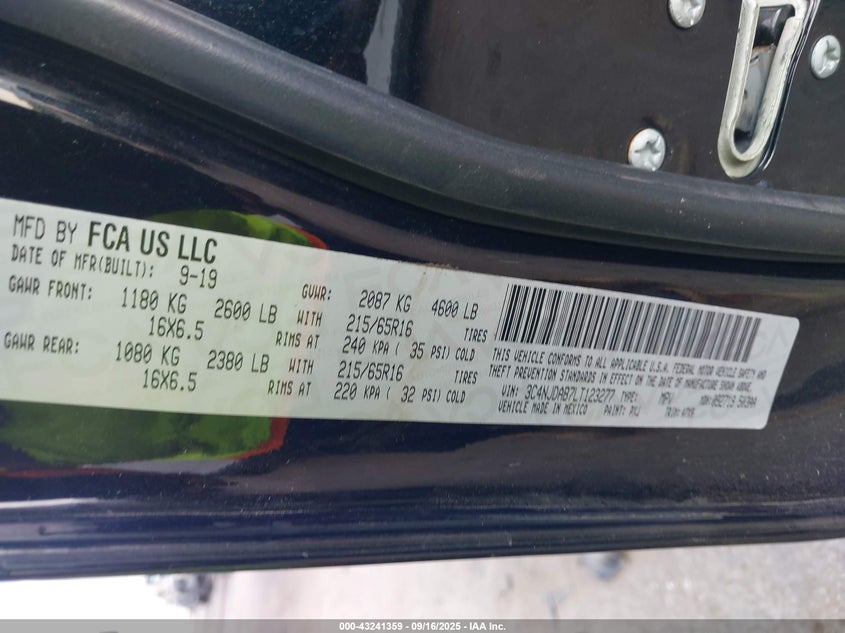 MFD BY FCA US LLC
DATE OF MFR(BUILT): 9-19
GVWR: 2087 KG 4600 LB
GAWR FRONT: 1180 KG 2600 LB WITH 215/65R16 TIRES
16X6.5 RIMS AT 240 KPA ( 35 PSI) COLD
GAWR REAR: 1080 KG 2380 LB WITH 215/65R16 TIRES
16X6.5 RIMS AT 220 KPA ( 32 PSI) COLD
THIS VEHICLE CONFORMS TO ALL APPLICABLE U.S.A. FEDERAL MOTOR VEHICLE SAFETY AND
THEFT PREVENTION STANDARDS IN EFFECT ON THE DATE OF MANUFACTURE SHOWN ABOVE.
VIN: 3C4NJDAB7LT123277 TYPE: MPV MDH:
VEHICLE MADE IN MEXICO PAINT: TRIM:
000-43241359 - 09/16/2025 - IAA Inc.